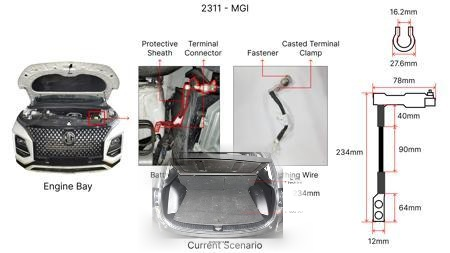 2311 - MGI
Protective
Sheath
Terminal
Connector
Fastener
Casted Terminal
Clamp
Engine Bay
Wire
Current Scenario
16.2mm
27.6mm
78mm
40mm
234mm
90mm
64mm
12mm